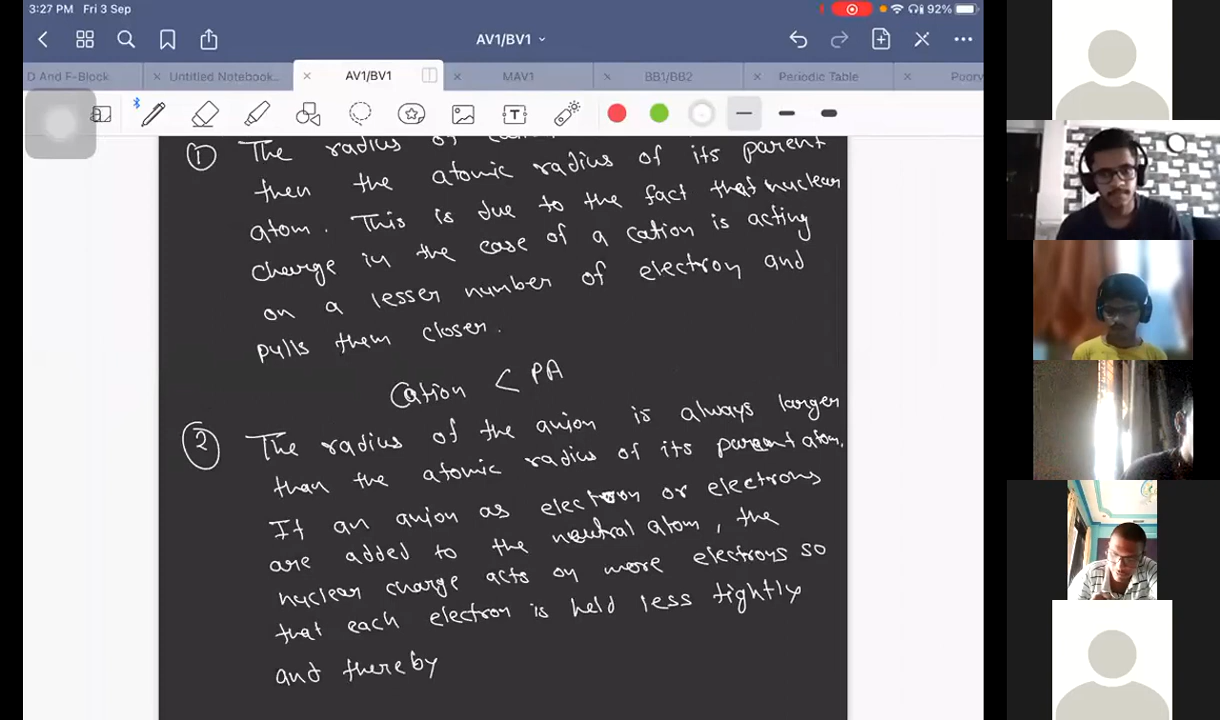 3:27 PM Fri 3 Sep
92%
AV1/BV1
D And F-Block
Untitled Notebook...
AV1/BV1
MAV1
BB1/BB2
Periodic Table
Poorv
① The radius of
then the atomic radius of its parent
atom. This is due to the fact that nuclear
charge in the case of a cation is acting
on a lesser number of electron and
pulls them closer.
Cation < PA
② The radius of the anion is always larger
than the atomic radius of its parent atom.
If an anion as electron or electrons
are added to the neutral atom, the
nuclear charge acts on more electrons so
that each electron is held less tightly
and thereby